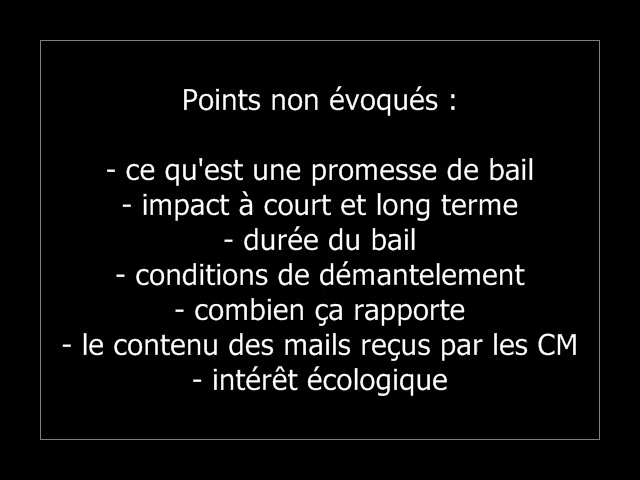 Points non évoqués :
- ce qu'est une promesse de bail
- impact à court et long terme
- durée du bail
- conditions de démantelement
- combien ça rapporte
- le contenu des mails reçus par les CM
- intérêt écologique